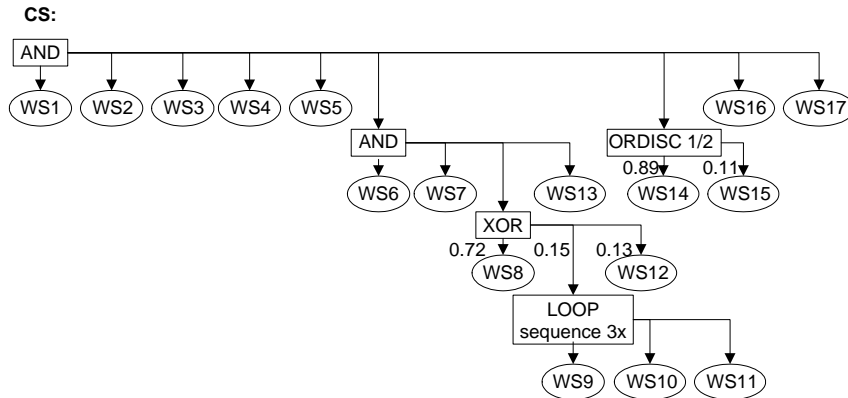 CS:
AND
WS1 WS2 WS3 WS4 WS5 WS16 WS17
AND ORDISC 1/2
0.89 0.11
WS6 WS7 WS13 WS14 WS15
XOR
0.72 0.15 0.13
WS8 WS12
LOOP
sequence 3x
WS9 WS10 WS11